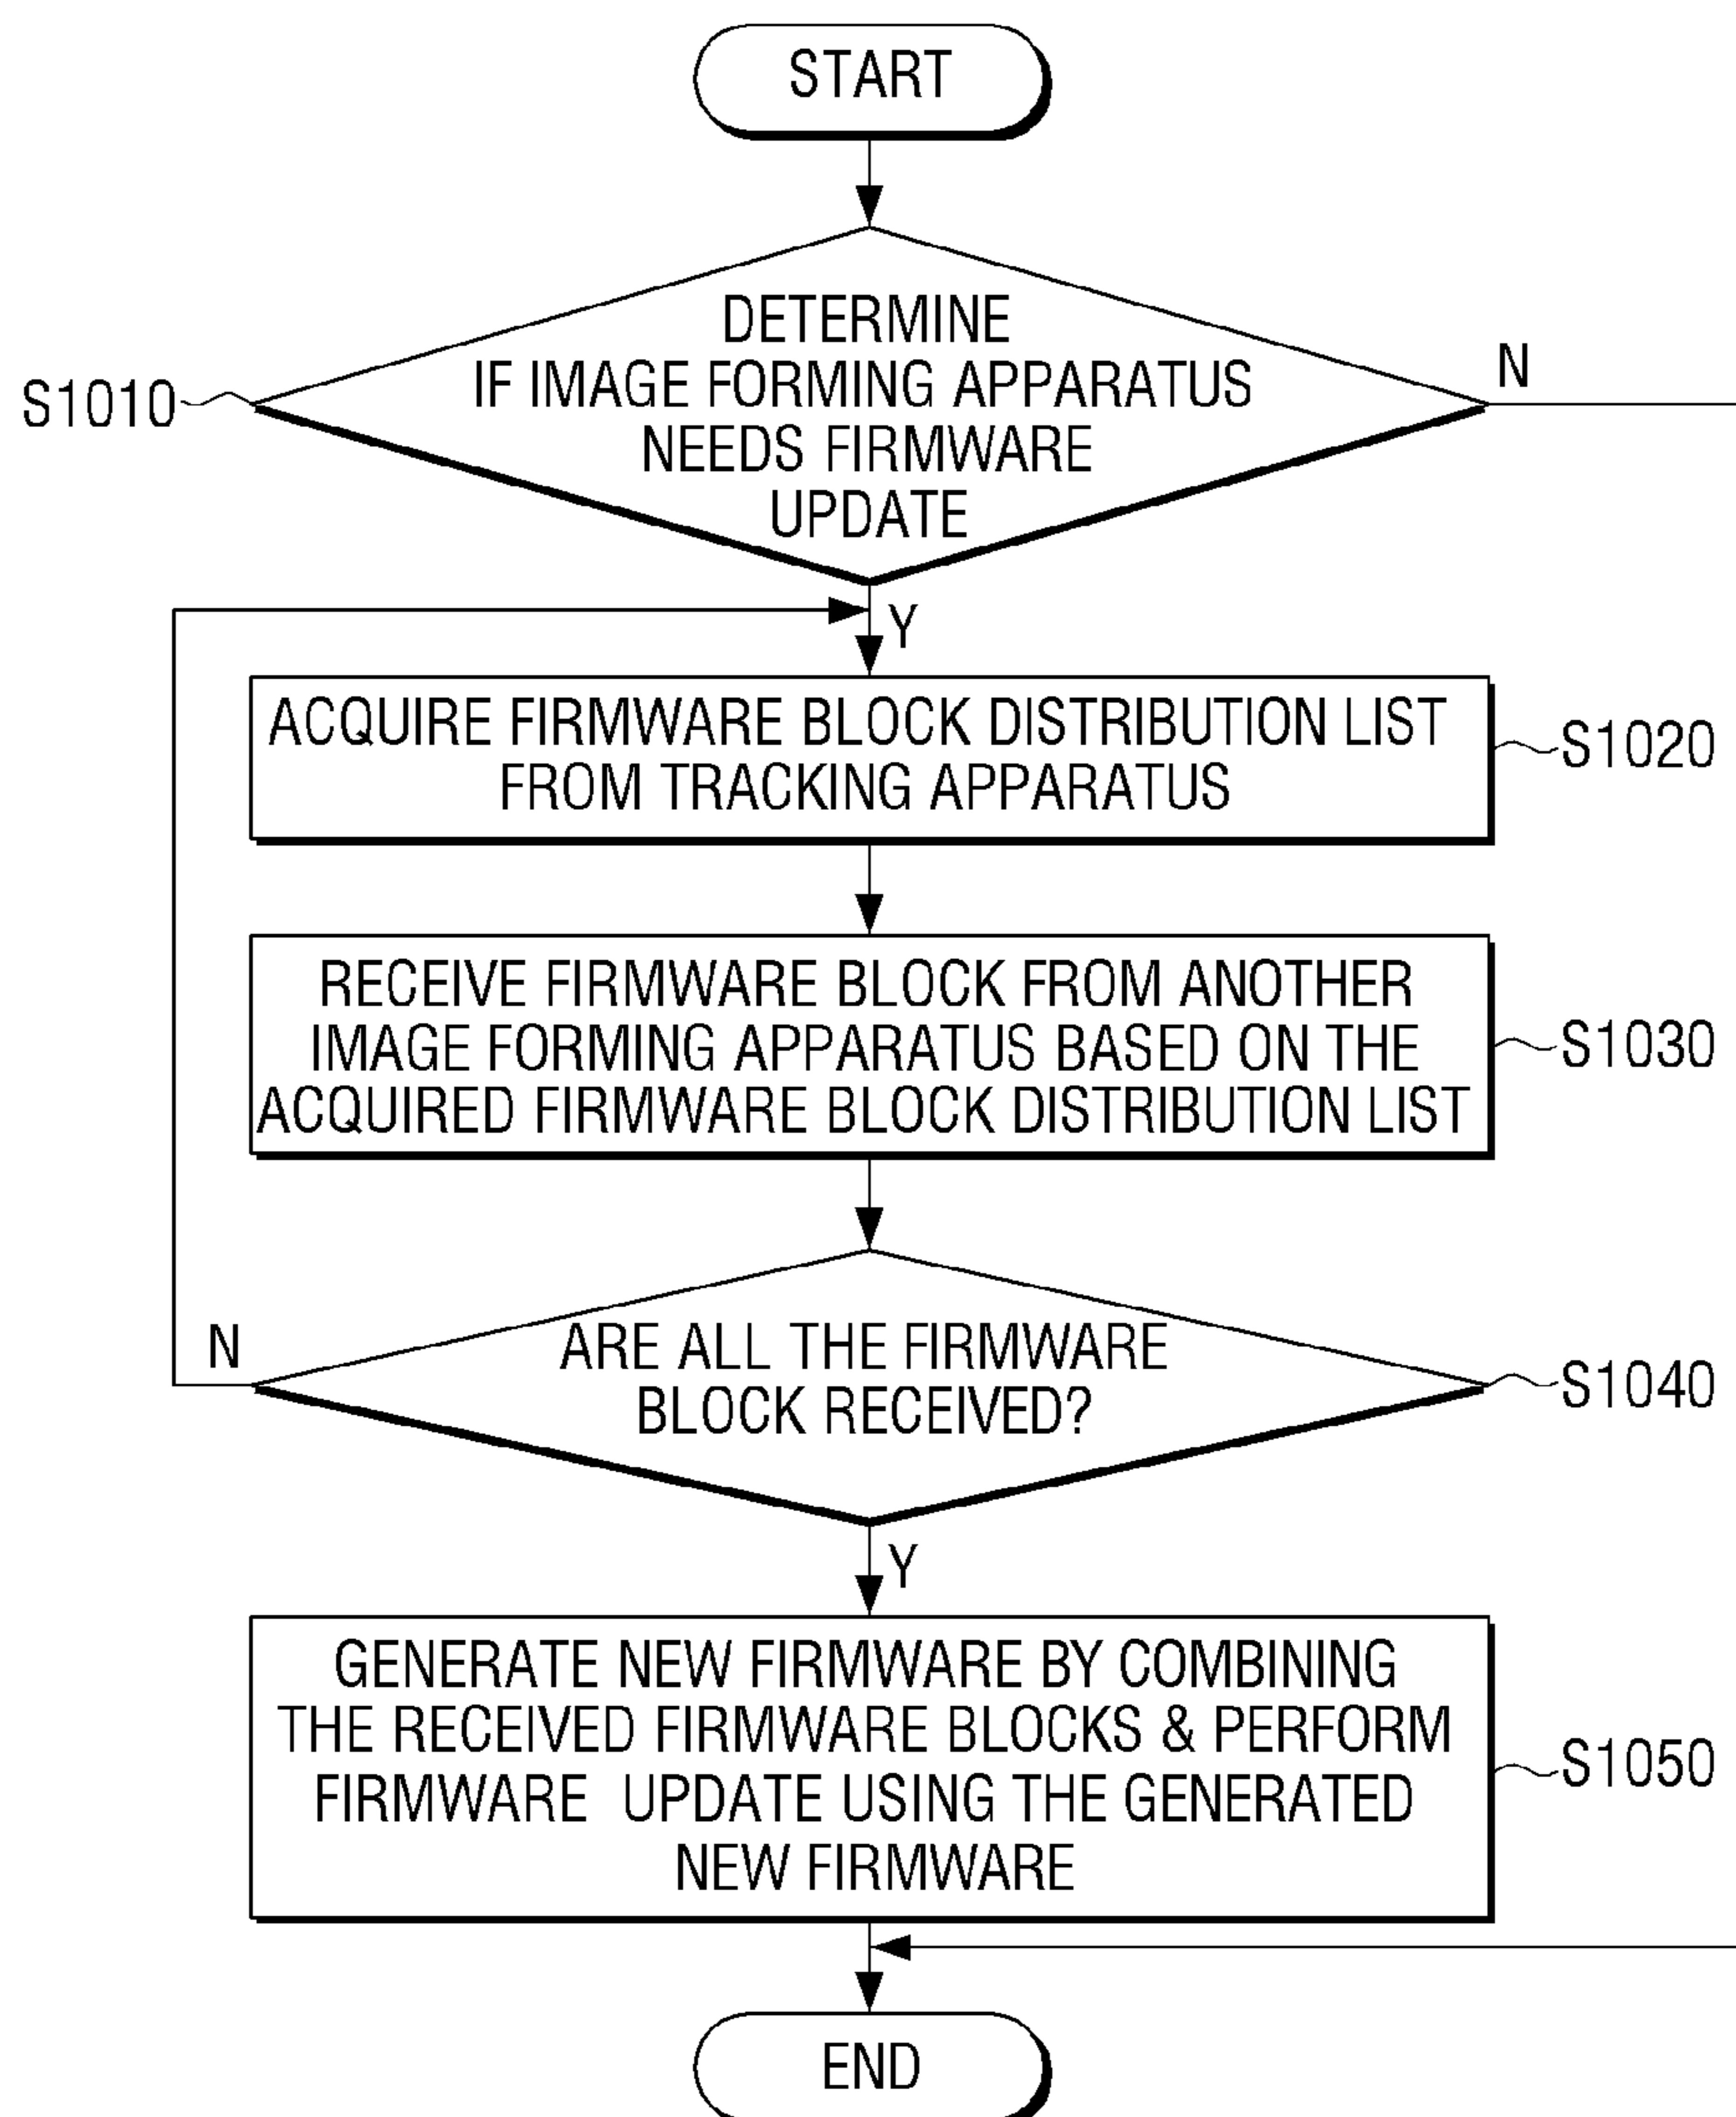 START
DETERMINE
IF IMAGE FORMING APPARATUS
NEEDS FIRMWARE
UPDATE
S1010
N
Y
ACQUIRE FIRMWARE BLOCK DISTRIBUTION LIST
FROM TRACKING APPARATUS
S1020
RECEIVE FIRMWARE BLOCK FROM ANOTHER
IMAGE FORMING APPARATUS BASED ON THE
ACQUIRED FIRMWARE BLOCK DISTRIBUTION LIST
S1030
N
ARE ALL THE FIRMWARE
BLOCK RECEIVED?
S1040
Y
GENERATE NEW FIRMWARE BY COMBINING
THE RECEIVED FIRMWARE BLOCKS & PERFORM
FIRMWARE UPDATE USING THE GENERATED
NEW FIRMWARE
S1050
END